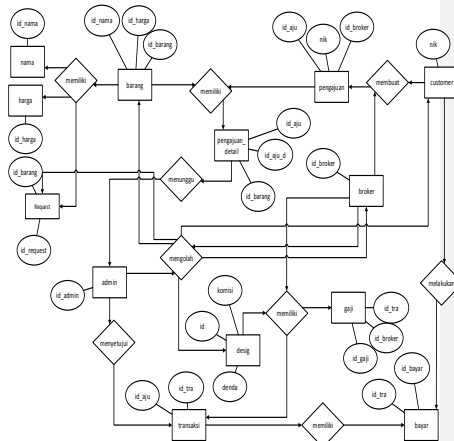 id_nama
nama
harga
id_harga
memiliki
id_nama
id_harga
id_barang
barang
memiliki
id_aju
nik
id_broker
pengajuan
membuat
nik
customer
id_barang
Request
id_request
menunggu
pengajuan_
detail
id_aju
id_aju_d
id_barang
id_broker
broker
mengolah
admin
id_admin
menyetujui
komisi
id
desig
denda
memiliki
gaji
id_tra
id_broker
id_gaji
melakukan
id_aju
id_tra
transaksi
memiliki
id_tra
id_bayar
bayar